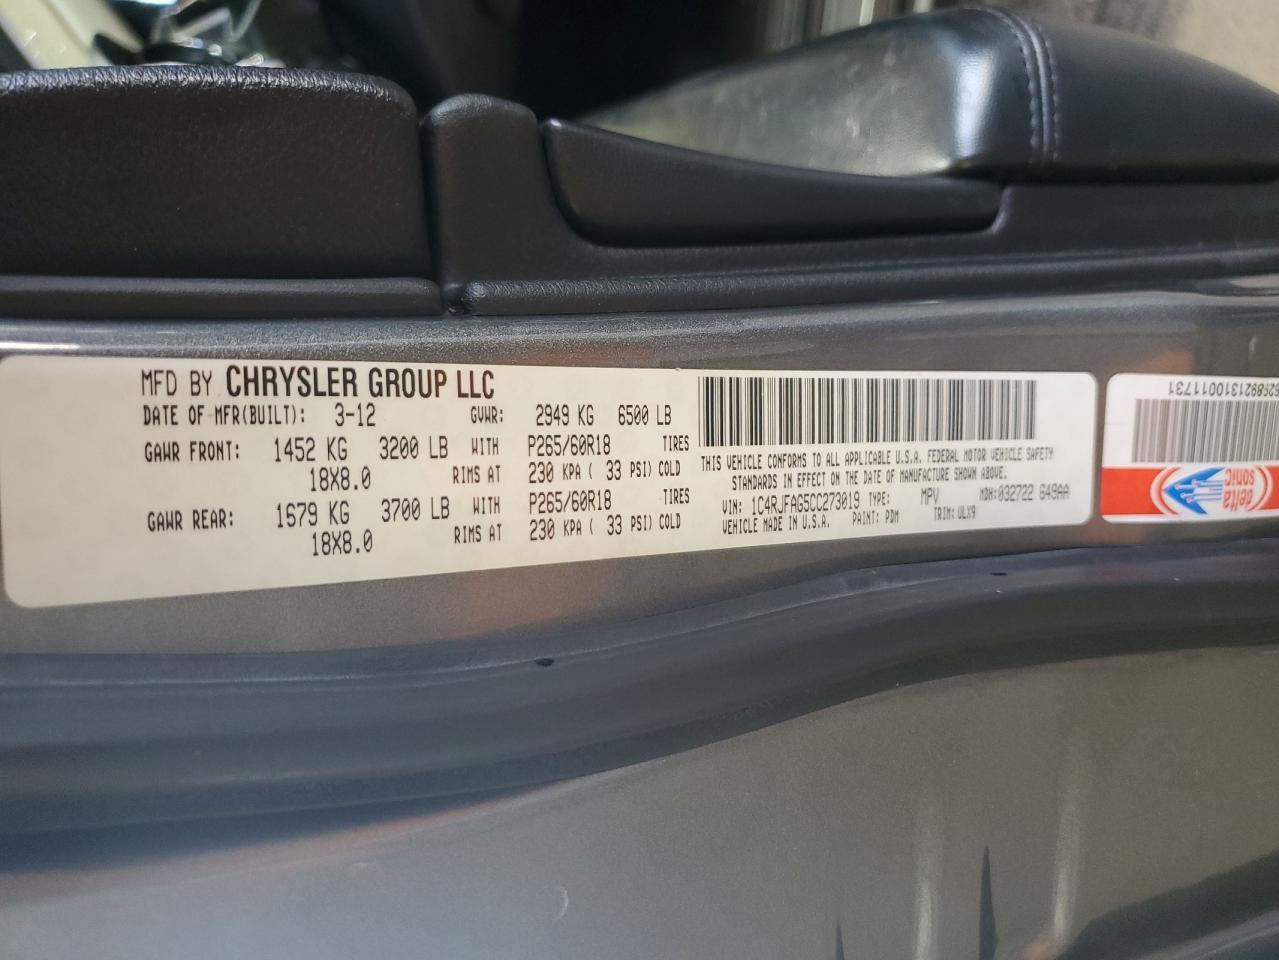 MFD BY CHRYSLER GROUP LLC
DATE OF MFR(BUILT): 3-12 GVWR: 2949 KG 6500 LB
GAWR FRONT: 1452 KG 3200 LB WITH P265/60R18 TIRES
18X8.0 RIMS AT 230 KPA ( 33 PSI) COLD
GAWR REAR: 1679 KG 3700 LB WITH P265/60R18 TIRES
18X8.0 RIMS AT 230 KPA ( 33 PSI) COLD
THIS VEHICLE CONFORMS TO ALL APPLICABLE U.S.A. FEDERAL MOTOR VEHICLE SAFETY
STANDARDS IN EFFECT ON THE DATE OF MANUFACTURE SHOWN ABOVE.
VIN: 1C4RJFAG5CC273019 TYPE: MPV MDH:032722 G49AA
VEHICLE MADE IN U.S.A. PAINT: PDM TRIM: VLX9
delta
sonic